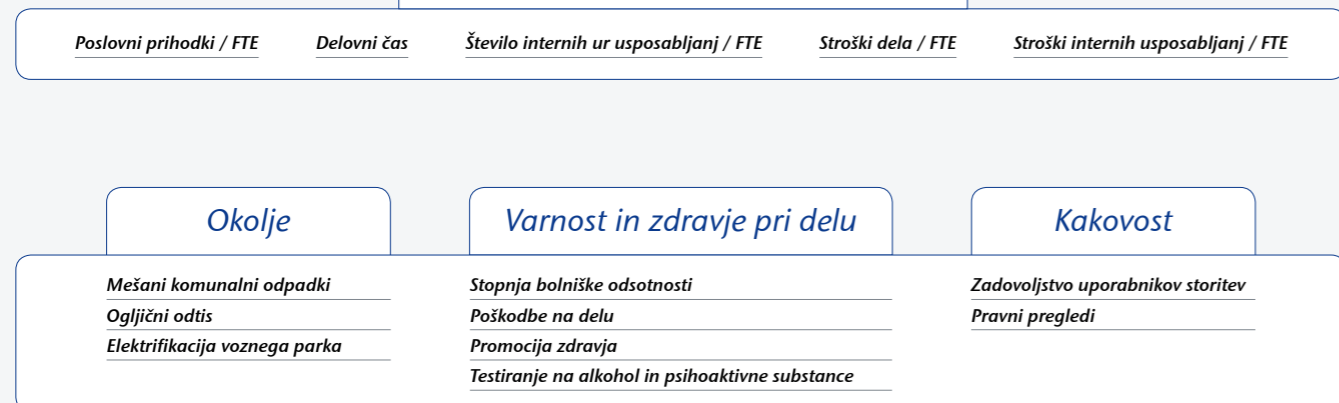 Poslovni prihodki / FTE
Delovni čas
Število internih ur usposabljanj / FTE
Stroški dela / FTE
Stroški internih usposabljanj / FTE
Okolje
Mešani komunalni odpadki
Ogljični odtis
Elektrifikacija voznega parka
Varnost in zdravje pri delu
Stopnja bolniške odsotnosti
Poškodbe na delu
Promocija zdravja
Testiranje na alkohol in psihoaktivne substance
Kakovost
Zadovoljstvo uporabnikov storitev
Pravni pregledi